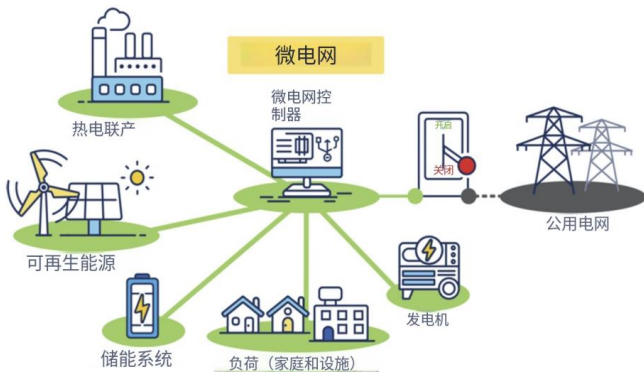 微电网
微电网控
制器
热电联产
开启
关闭
公用电网
可再生能源
发电机
储能系统
负荷（家庭和设施）